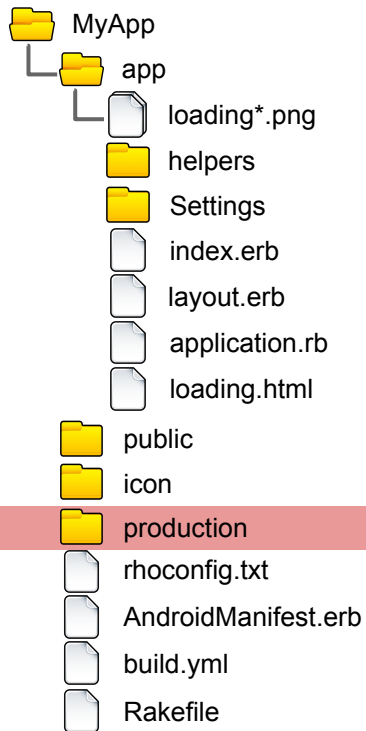 MyApp
app
loading*.png
helpers
Settings
index.erb
layout.erb
application.rb
loading.html
public
icon
production
rhoconfig.txt
AndroidManifest.erb
build.yml
Rakefile